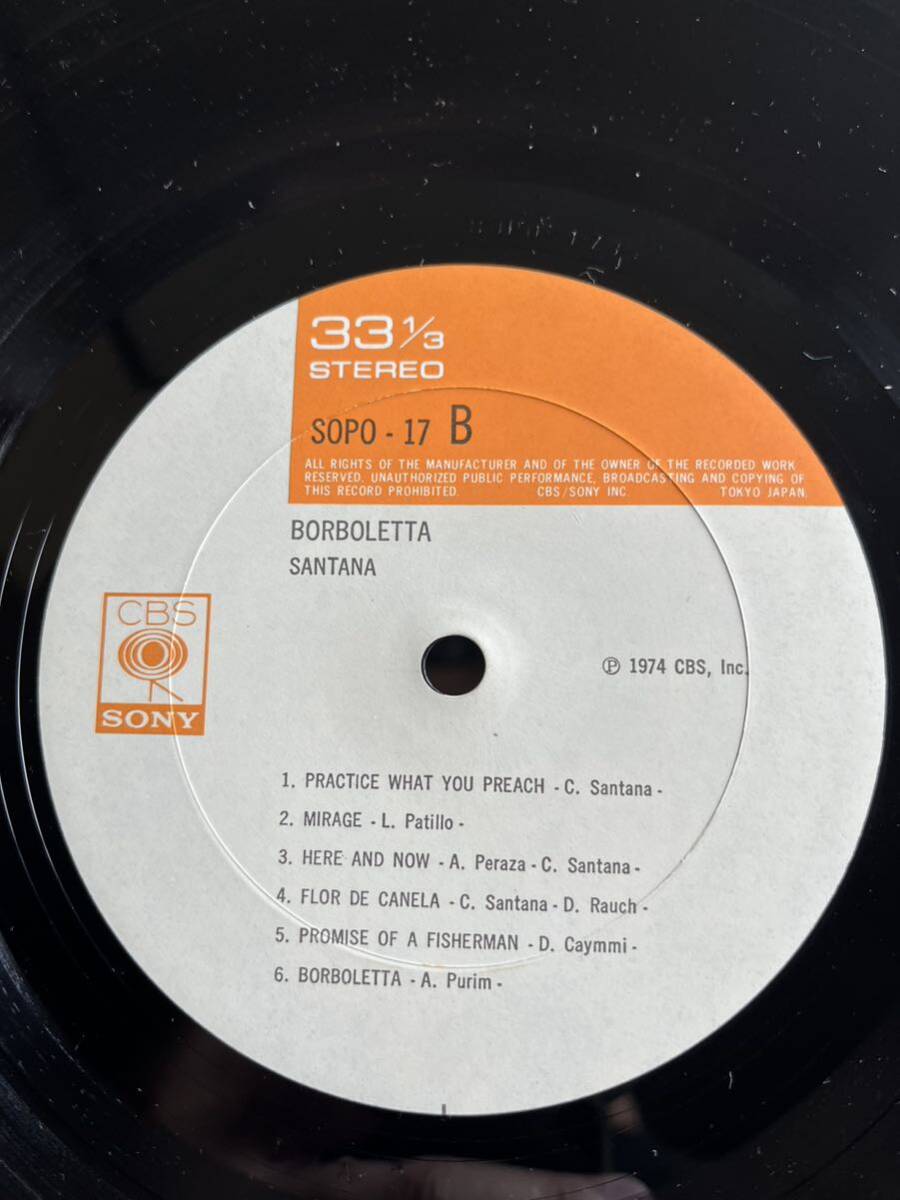 33 1/3
STEREO
SOPO - 17 B
ALL RIGHTS OF THE MANUFACTURER AND OF THE OWNER OF THE RECORDED WORK
RESERVED. UNAUTHORIZED PUBLIC PERFORMANCE, BROADCASTING AND COPYING OF
THIS RECORD PROHIBITED. CBS/SONY INC TOKYO JAPAN.
BORBOLETTA
SANTANA
CBS
SONY
℗ 1974 CBS, Inc.
1. PRACTICE WHAT YOU PREACH - C. Santana -
2. MIRAGE - L. Patillo -
3. HERE AND NOW - A. Peraza - C. Santana -
4. FLOR DE CANELA - C. Santana - D. Rauch -
5. PROMISE OF A FISHERMAN - D. Caymmi -
6. BORBOLETTA - A. Purim -